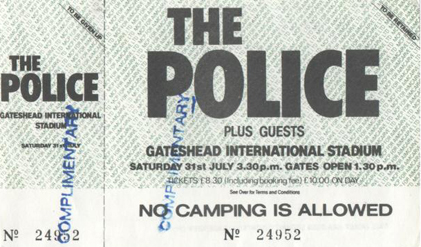 TO BE GIVEN UP
THE
POLICE
GATESHEAD INTERNATIONAL
STADIUM
SATURDAY 31st JULY
COMPLIMENTARY
Nº 24952
TO BE RETAINED
THE
POLICE
PLUS GUESTS
GATESHEAD INTERNATIONAL STADIUM
SATURDAY 31st JULY 3.30p.m. GATES OPEN 1.30p.m.
TICKETS £8.30 (including booking fee) £10.00 ON DAY
See Over for Terms and Conditions
COMPLIMENTARY
NO CAMPING IS ALLOWED
Nº 24952